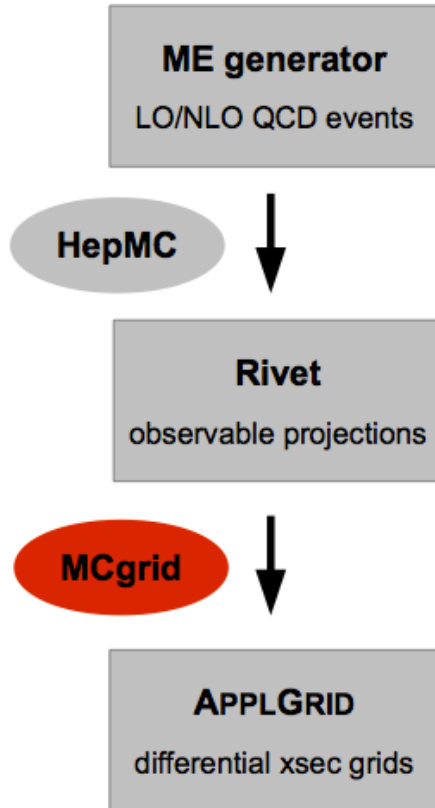 ME generator
LO/NLO QCD events
HepMC
Rivet
observable projections
MCgrid
APPLGRID
differential xsec grids